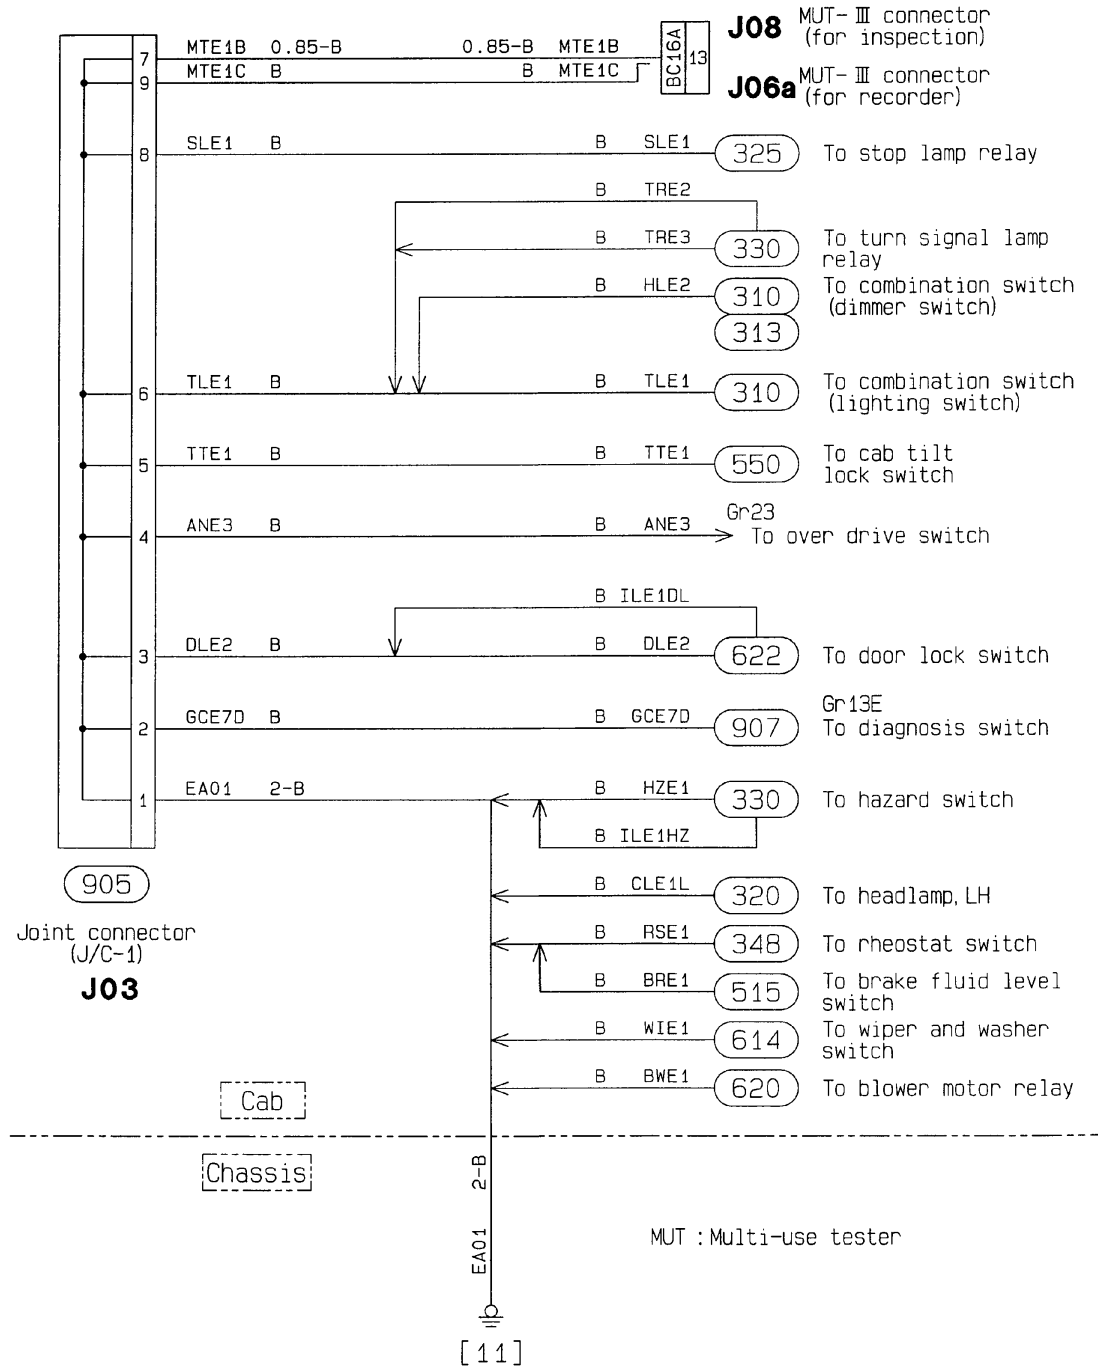 J08 MUT-Ⅲ connector
(for inspection)
7 MTE1B 0.85-B 0.85-B MTE1B
BC16A 13
9 MTE1C B B MTE1C
J06a MUT-Ⅲ connector
(for recorder)
8 SLE1 B B SLE1 325 To stop lamp relay
B TRE2
B TRE3 330 To turn signal lamp
relay
B HLE2 310 To combination switch
(dimmer switch)
313
6 TLE1 B B TLE1 310 To combination switch
(lighting switch)
5 TTE1 B B TTE1 550 To cab tilt
lock switch
Gr23
4 ANE3 B B ANE3 To over drive switch
B ILE1DL
3 DLE2 B B DLE2 622 To door lock switch
Gr13E
2 GCE7D B B GCE7D 907 To diagnosis switch
1 EA01 2-B B HZE1 330 To hazard switch
B ILE1HZ
905
Joint connector
(J/C-1)
J03
B CLE1L 320 To headlamp, LH
B RSE1 348 To rheostat switch
B BRE1 515 To brake fluid level
switch
B WIE1 614 To wiper and washer
switch
B BWE1 620 To blower motor relay
Cab
Chassis
2-B
EA01
MUT : Multi-use tester
[11]